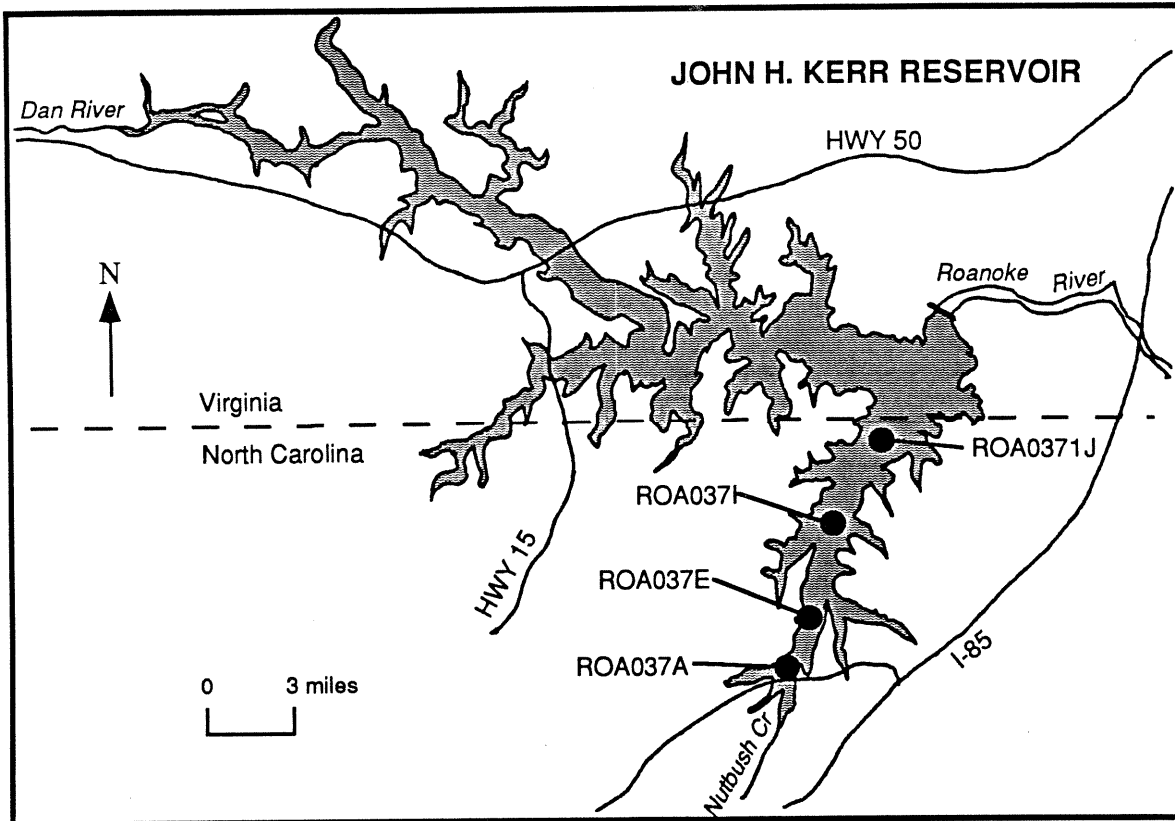 JOHN H. KERR RESERVOIR
Dan River
HWY 50
N
Roanoke River
Virginia
North Carolina
ROA0371J
ROA037I
HWY 15
ROA037E
ROA037A
I-85
0 3 miles
Nutbush Cr